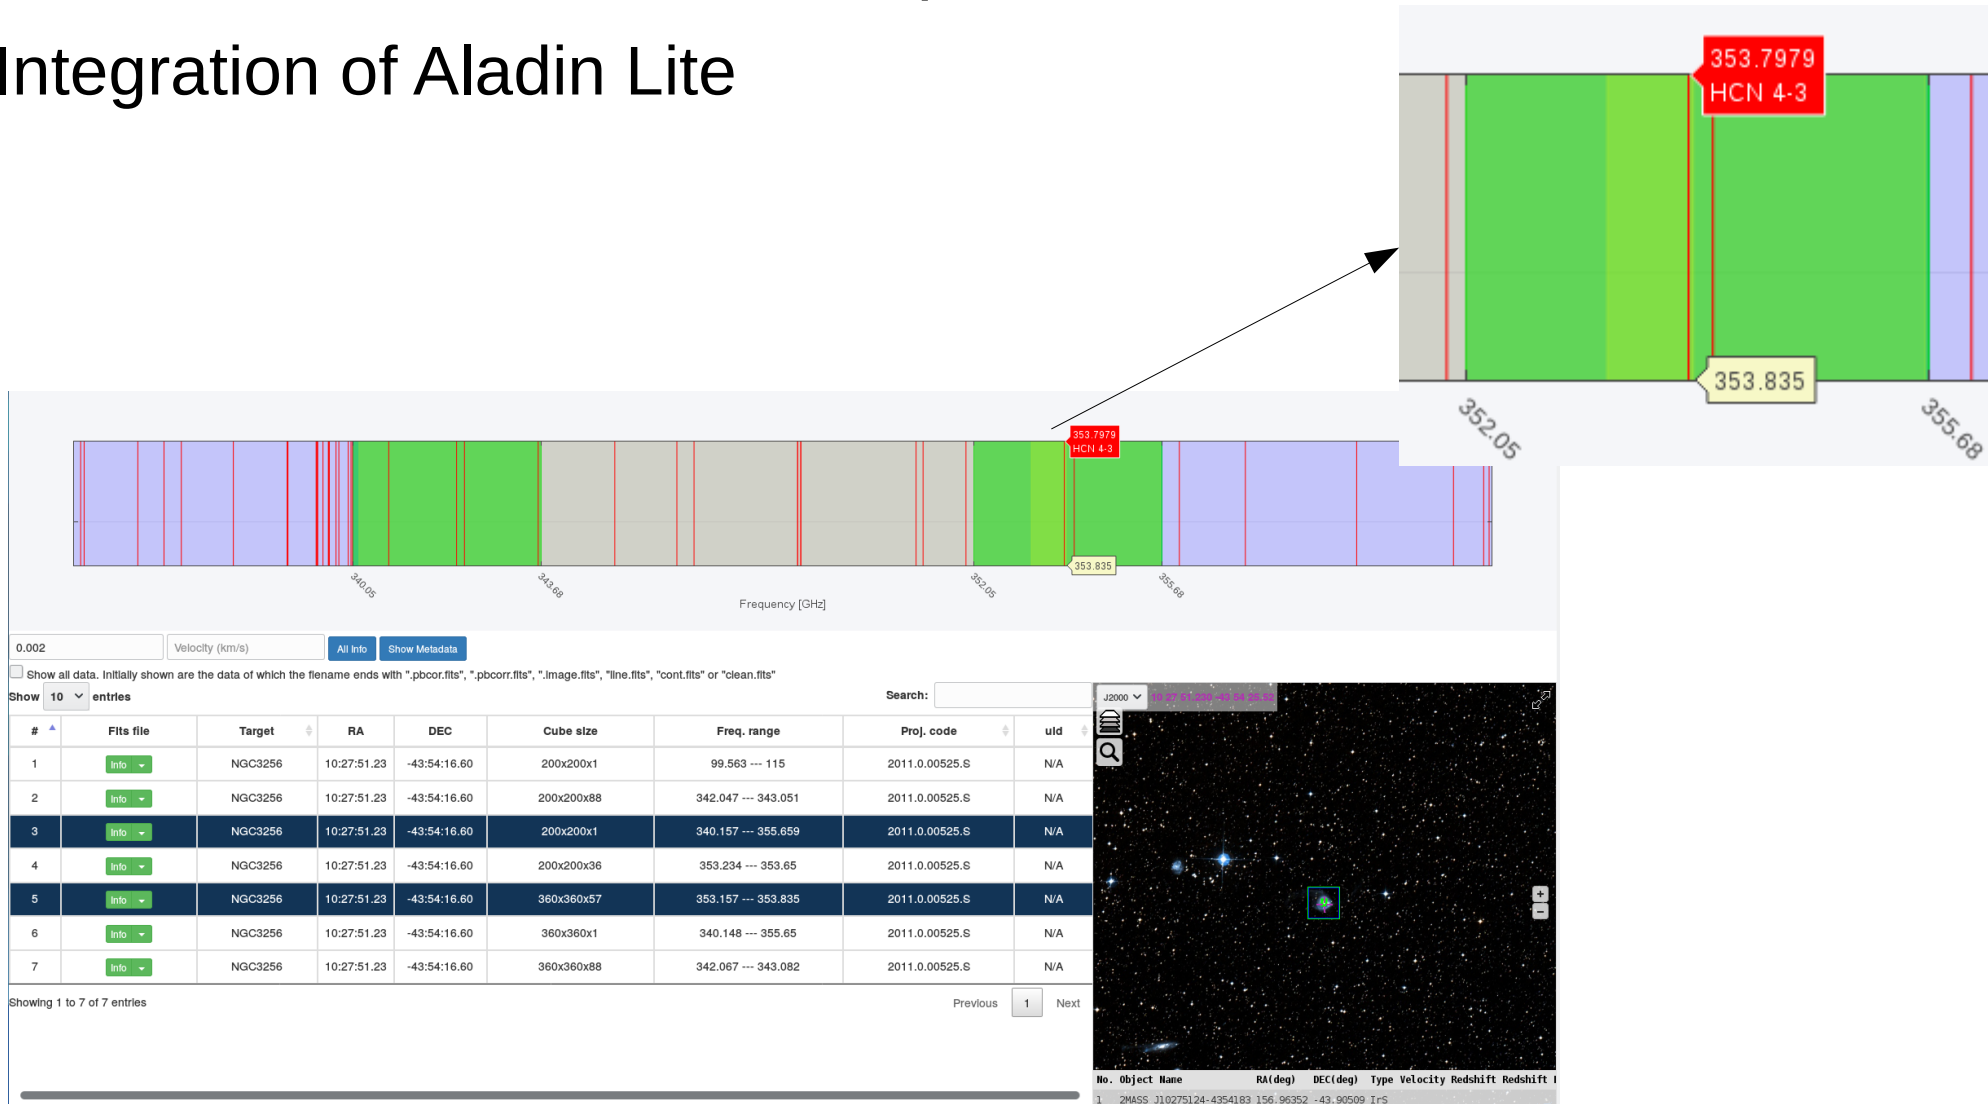 Integration of Aladin Lite
353.7979
HCN 4-3
353.835
352.05
355.68
353.7979
HCN 4-3
353.835
340.05
343.68
352.05
355.68
Frequency [GHz]
0.002 Velocity (km/s) All Info Show Metadata
Show all data. Initially shown are the data of which the filename ends with ".pbcor.fits", ".pbcorr.fits", ".image.fits", "line.fits", "cont.fits" or "clean.fits"
Show 10 entries Search:
J2000 10 27 51.230 -43 54 25.52
# Fits file Target RA DEC Cube size Freq. range Proj. code uid
1 Info NGC3256 10:27:51.23 -43:54:16.60 200x200x1 99.563 --- 115 2011.0.00525.S N/A
2 Info NGC3256 10:27:51.23 -43:54:16.60 200x200x88 342.047 --- 343.051 2011.0.00525.S N/A
3 Info NGC3256 10:27:51.23 -43:54:16.60 200x200x1 340.157 --- 355.659 2011.0.00525.S N/A
4 Info NGC3256 10:27:51.23 -43:54:16.60 200x200x36 353.234 --- 353.65 2011.0.00525.S N/A
5 Info NGC3256 10:27:51.23 -43:54:16.60 360x360x57 353.157 --- 353.835 2011.0.00525.S N/A
6 Info NGC3256 10:27:51.23 -43:54:16.60 360x360x1 340.148 --- 355.65 2011.0.00525.S N/A
7 Info NGC3256 10:27:51.23 -43:54:16.60 360x360x88 342.067 --- 343.082 2011.0.00525.S N/A
Showing 1 to 7 of 7 entries Previous 1 Next
+
−
No. Object Name RA(deg) DEC(deg) Type Velocity Redshift Redshift
1 2MASS J10275124-4354183 156.96352 -43.90509 IrS